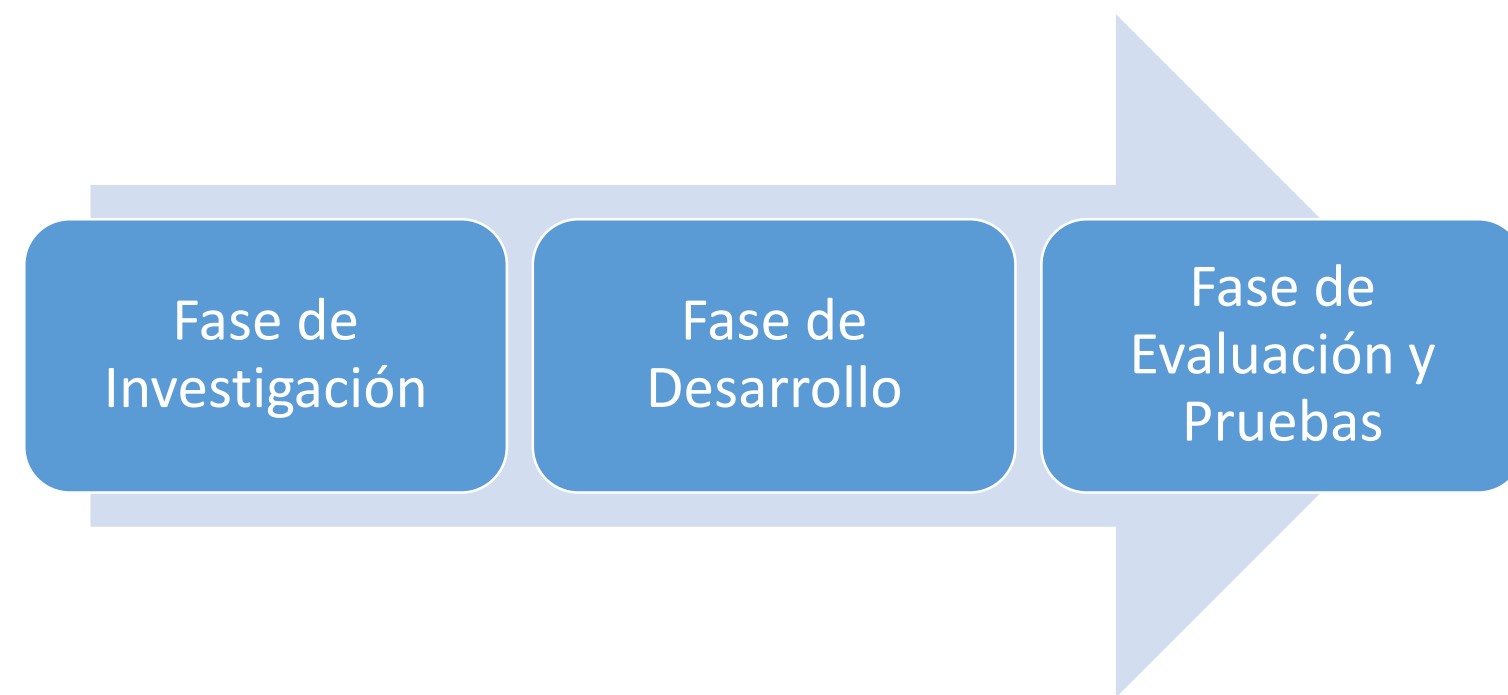 Fase de
Investigación
Fase de
Desarrollo
Fase de
Evaluación y
Pruebas